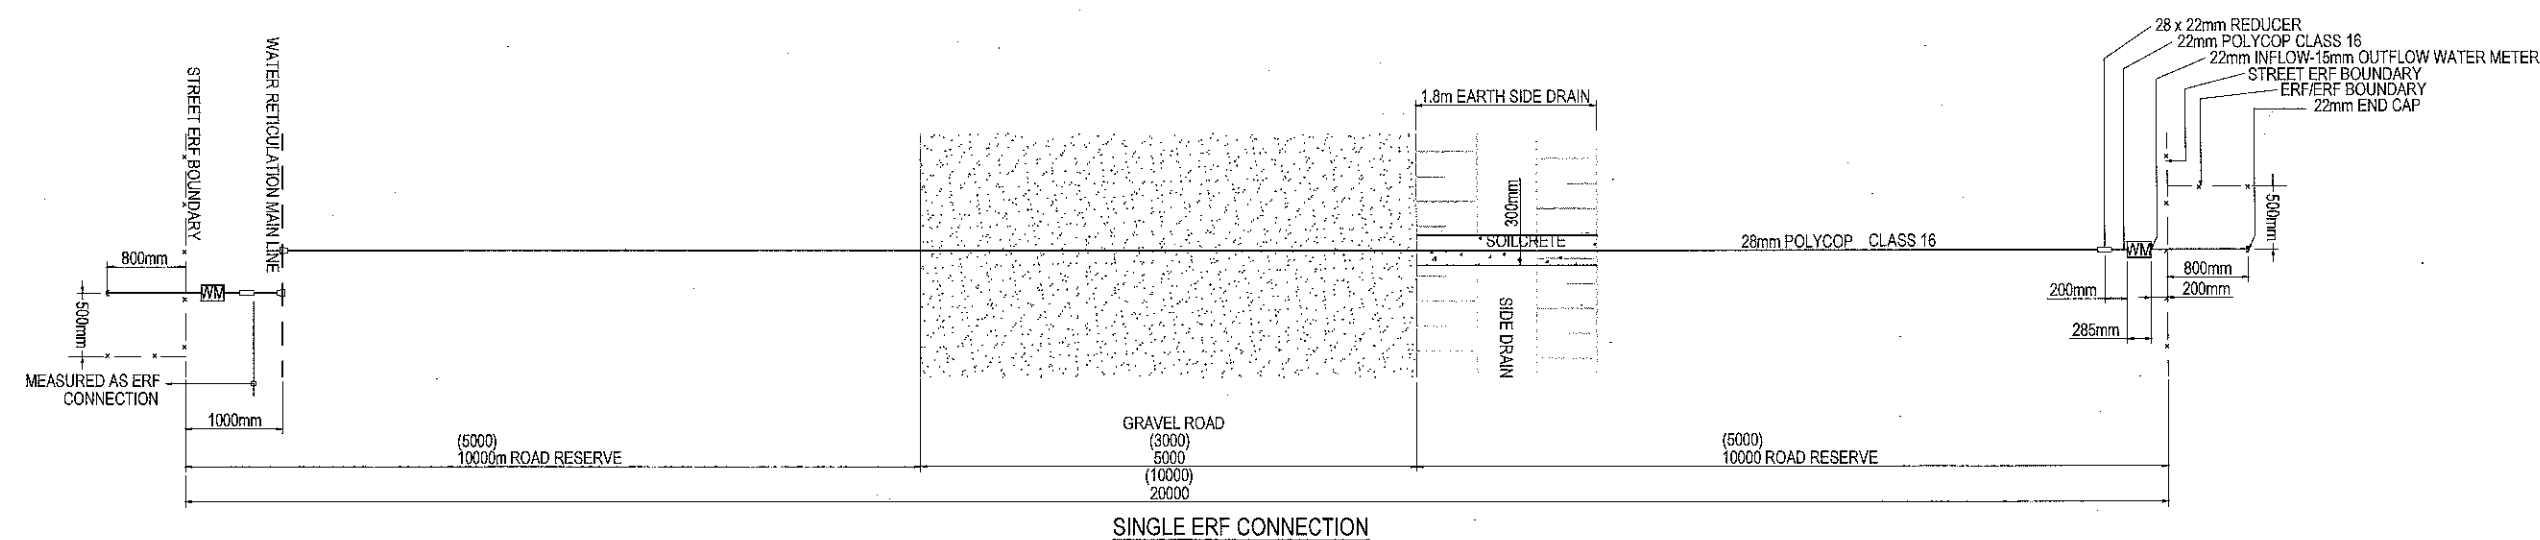 28 x 22mm REDUCER
22mm POLYCOP CLASS 16
22mm INFLOW-15mm OUTFLOW WATER METER
STREET ERF BOUNDARY
ERF/ERF BOUNDARY
22mm END CAP
WATER RETICULATION MAIN LINE
STREET ERF BOUNDARY
1.8m EARTH SIDE DRAIN
300mm
SOILCRETE
28mm POLYCOP CLASS 16
WM
500mm
800mm
200mm
200mm
285mm
800mm
WM
500mm
SIDE DRAIN
MEASURED AS ERF
CONNECTION
1000mm
GRAVEL ROAD
(5000)
10000m ROAD RESERVE
(3000)
5000
(5000)
10000 ROAD RESERVE
(10000)
20000
SINGLE ERF CONNECTION